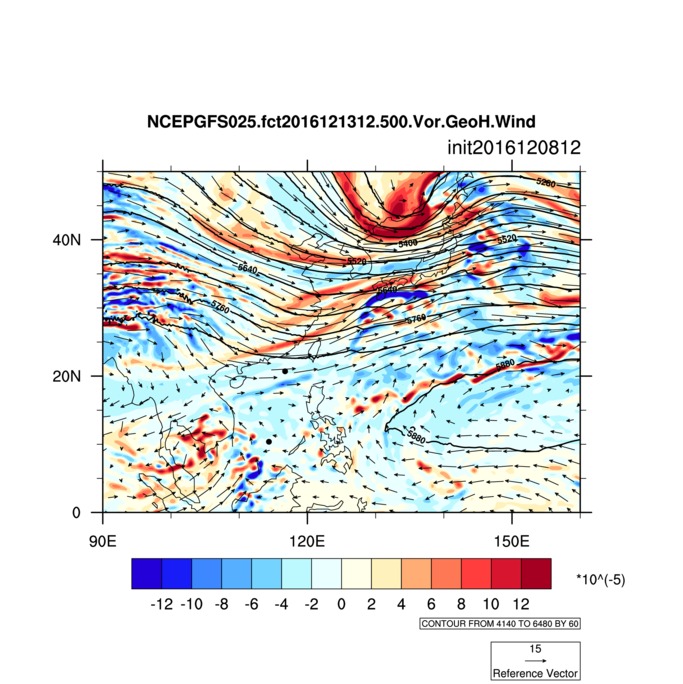 NCEPGFS025.fct2016121312.500.Vor.GeoH.Wind
init2016120812
5280
5400
5520
5520
5640
5640
5760
5760
5880
5880
40N
20N
0
90E 120E 150E
-12 -10 -8 -6 -4 -2 0 2 4 6 8 10 12
*10^(-5)
CONTOUR FROM 4140 TO 6480 BY 60
15
Reference Vector